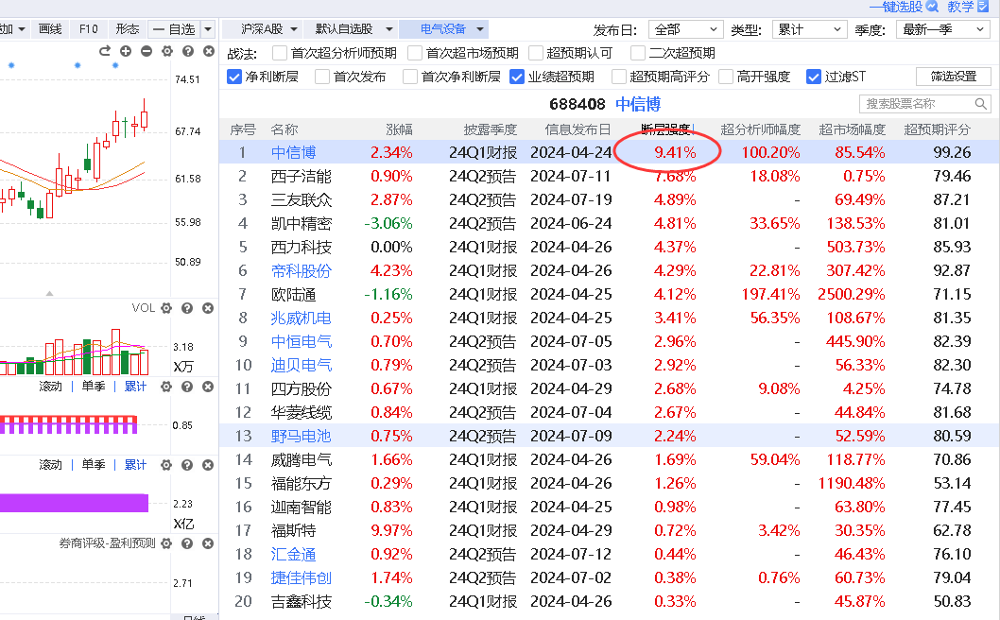 一键选股 教学
加 画线 F10 形态 一自选 沪深A股 默认自选股 电气设备 发布日: 全部 类型: 累计 季度: 最新一季
战法: 首次超分析师预期 首次超市场预期 超预期认可 二次超预期
净利断层 首次发布 首次净利断层 业绩超预期 超预期高评分 高开强度 过滤ST 筛选设置
74.51
67.74
61.58
55.98
50.89
VOL
3.18
X万
滚动 | 单季 | 累计
0.85
滚动 | 单季 | 累计
2.23
X亿
券商评级-盈利预测
2.71
日线
688408 中信博 搜索股票名称
序号 名称 涨幅 披露季度 信息发布日 断层强度↓ 超分析师幅度 超市场幅度 超预期评分
1 中信博 2.34% 24Q1财报 2024-04-24 9.41% 100.20% 85.54% 99.26
2 西子洁能 0.90% 24Q2预告 2024-07-11 7.68% 18.08% 0.75% 79.46
3 三友联众 2.87% 24Q2预告 2024-07-19 4.89% - 69.49% 87.21
4 凯中精密 -3.06% 24Q2预告 2024-06-24 4.81% 33.65% 138.53% 81.01
5 西力科技 0.00% 24Q1财报 2024-04-26 4.37% - 503.73% 85.93
6 帝科股份 4.23% 24Q1财报 2024-04-26 4.29% 22.81% 307.42% 92.87
7 欧陆通 -1.16% 24Q1财报 2024-04-25 4.12% 197.41% 2500.29% 71.15
8 兆威机电 0.25% 24Q1财报 2024-04-25 3.41% 56.35% 108.67% 81.35
9 中恒电气 0.70% 24Q2预告 2024-07-05 2.96% - 445.90% 82.39
10 迪贝电气 0.79% 24Q2预告 2024-07-03 2.92% - 56.33% 82.30
11 四方股份 0.67% 24Q1财报 2024-04-29 2.68% 9.08% 4.25% 74.78
12 华菱线缆 0.84% 24Q2预告 2024-07-04 2.67% - 44.84% 81.68
13 野马电池 0.75% 24Q2预告 2024-07-09 2.24% - 52.59% 80.59
14 威腾电气 1.66% 24Q1财报 2024-04-26 1.69% 59.04% 118.77% 70.86
15 福能东方 0.29% 24Q1财报 2024-04-26 1.26% - 1190.48% 53.14
16 迦南智能 0.83% 24Q1财报 2024-04-25 0.98% - 63.80% 77.45
17 福斯特 9.97% 24Q1财报 2024-04-29 0.72% 3.42% 30.35% 62.78
18 汇金通 0.92% 24Q2预告 2024-07-12 0.44% - 46.43% 76.10
19 捷佳伟创 1.74% 24Q2预告 2024-07-02 0.38% 0.76% 60.73% 79.04
20 吉鑫科技 -0.34% 24Q1财报 2024-04-26 0.33% - 45.87% 50.83